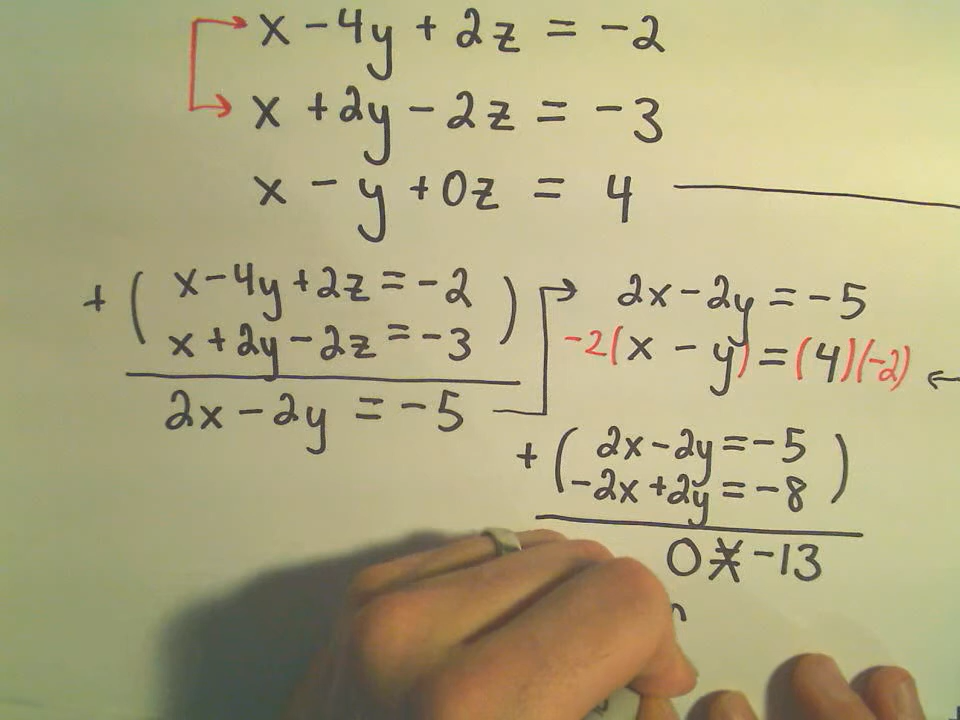 x - 4y + 2z = -2
x + 2y - 2z = -3
x - y + 0z = 4
+ ( x - 4y + 2z = -2
x + 2y - 2z = -3 )
2x - 2y = -5
2x - 2y = -5
-2(x - y) = (4)(-2)
+ ( 2x - 2y = -5
-2x + 2y = -8 )
0 ≠ -13